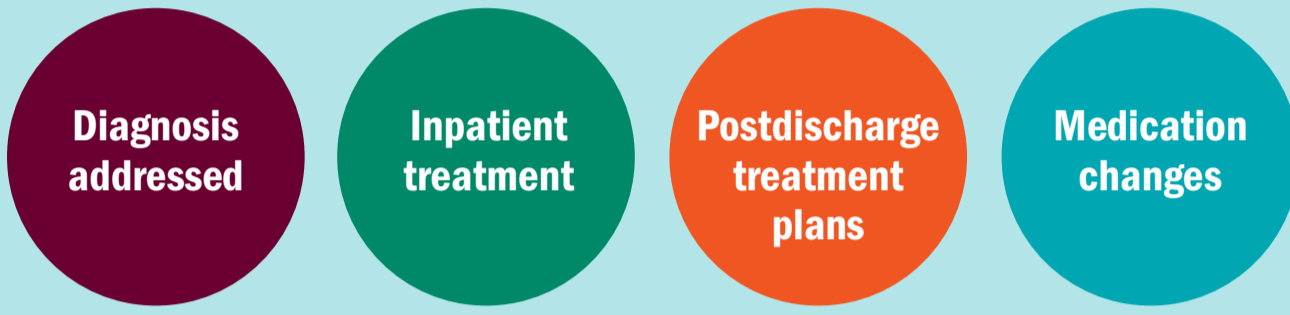 Diagnosis
addressed
Inpatient
treatment
Postdischarge
treatment
plans
Medication
changes